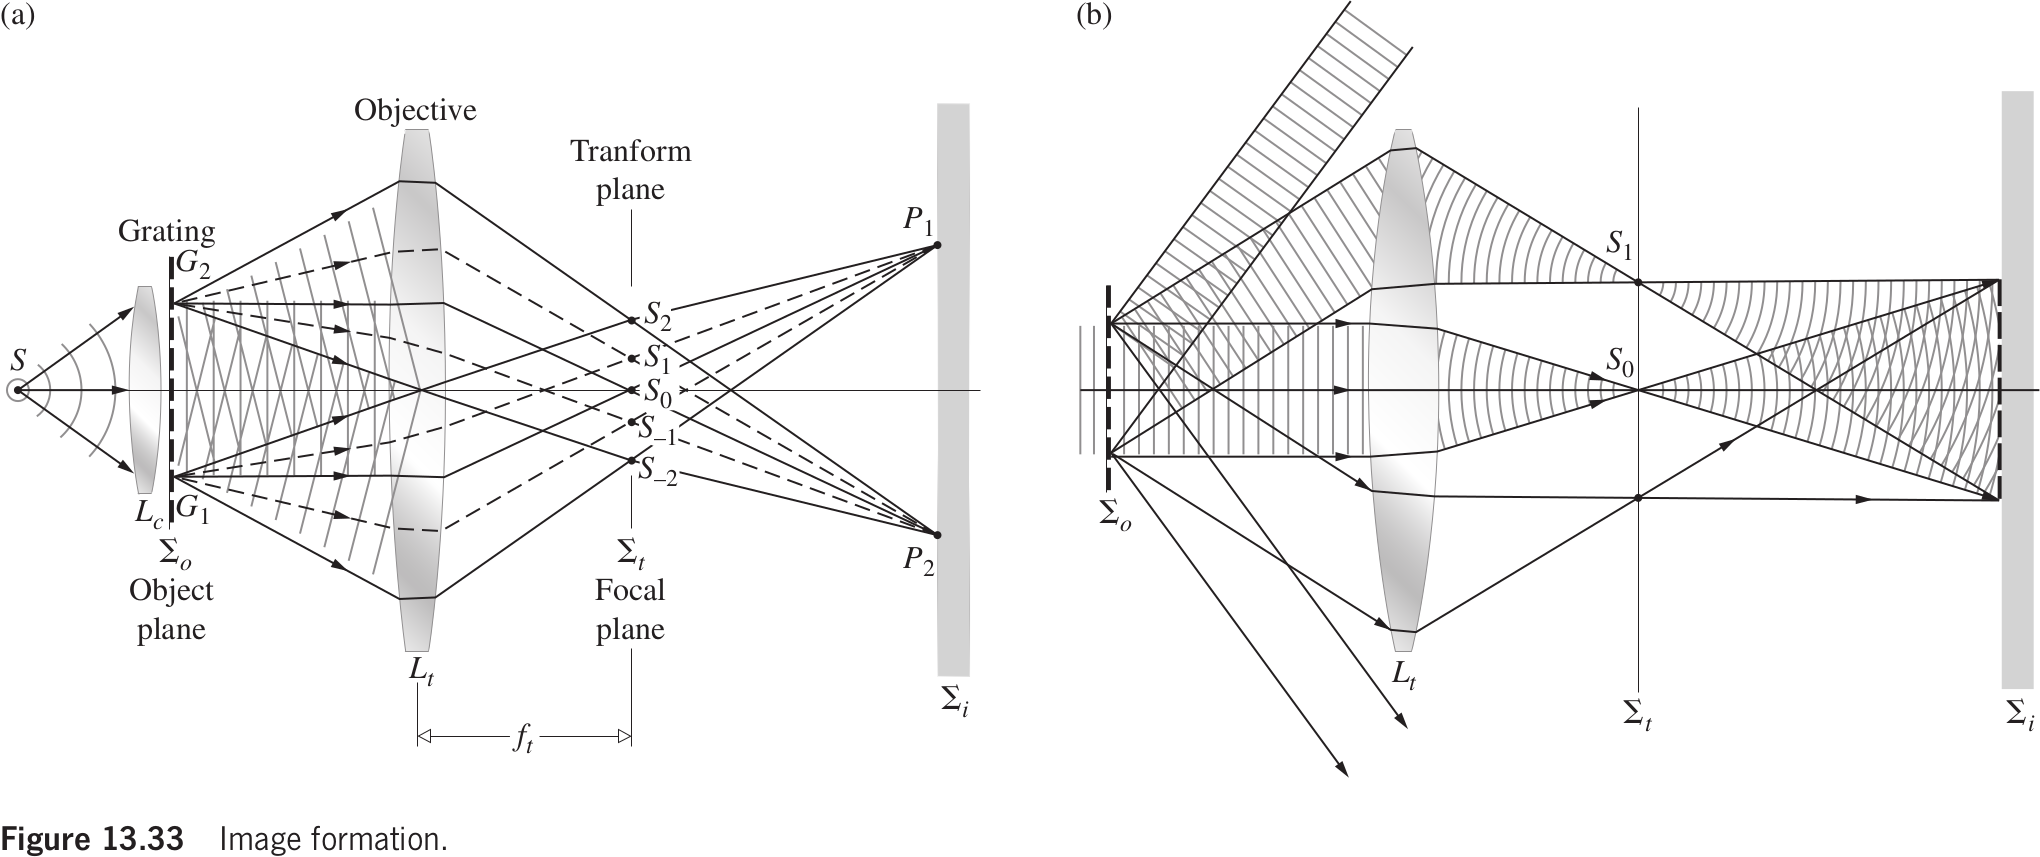 (a)
Objective
Tranform
plane
Grating
G2
P1
S
S2
S1
S0
S–1
S–2
Lc
G1
Σo
Σt
P2
Object
plane
Focal
plane
Lt
Σi
ft
(b)
S1
S0
Σo
Lt
Σt
Σi
Figure 13.33 Image formation.